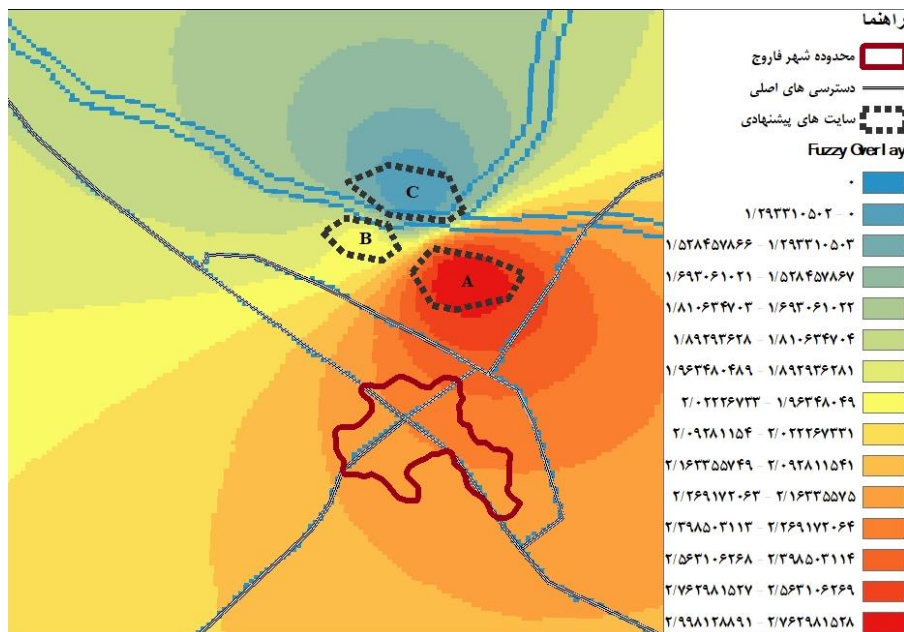 راهنما
محدوده شهر فاروج
دسترسی های اصلی
سایت های پیشنهادی
Fuzzy Overlay
۰
۱/۲۹۳۳۱۰۵۰۲ - ۰
۱/۵۲۸۴۵۷۸۶۶ - ۱/۲۹۳۳۱۰۵۰۳
۱/۶۹۳۰۶۱۰۲۱ - ۱/۵۲۸۴۵۷۸۶۷
۱/۸۱۰۶۳۴۷۰۳ - ۱/۶۹۳۰۶۱۰۲۲
۱/۸۹۲۹۳۶۲۸ - ۱/۸۱۰۶۳۴۷۰۴
۱/۹۶۳۴۸۰۴۸۹ - ۱/۸۹۲۹۳۶۲۸۱
۲/۰۲۲۲۶۷۳۳ - ۱/۹۶۳۴۸۰۴۹
۲/۰۹۲۸۱۱۵۴ - ۲/۰۲۲۲۶۷۳۳۱
۲/۱۶۳۳۵۵۷۴۹ - ۲/۰۹۲۸۱۱۵۴۱
۲/۲۶۹۱۷۲۰۶۳ - ۲/۱۶۳۳۵۵۷۵
۲/۳۹۸۵۰۳۱۱۳ - ۲/۲۶۹۱۷۲۰۶۴
۲/۵۶۳۱۰۶۲۶۸ - ۲/۳۹۸۵۰۳۱۱۴
۲/۷۶۲۹۸۱۵۲۷ - ۲/۵۶۳۱۰۶۲۶۹
۲/۹۹۸۱۲۸۸۹۱ - ۲/۷۶۲۹۸۱۵۲۸
C
B
A